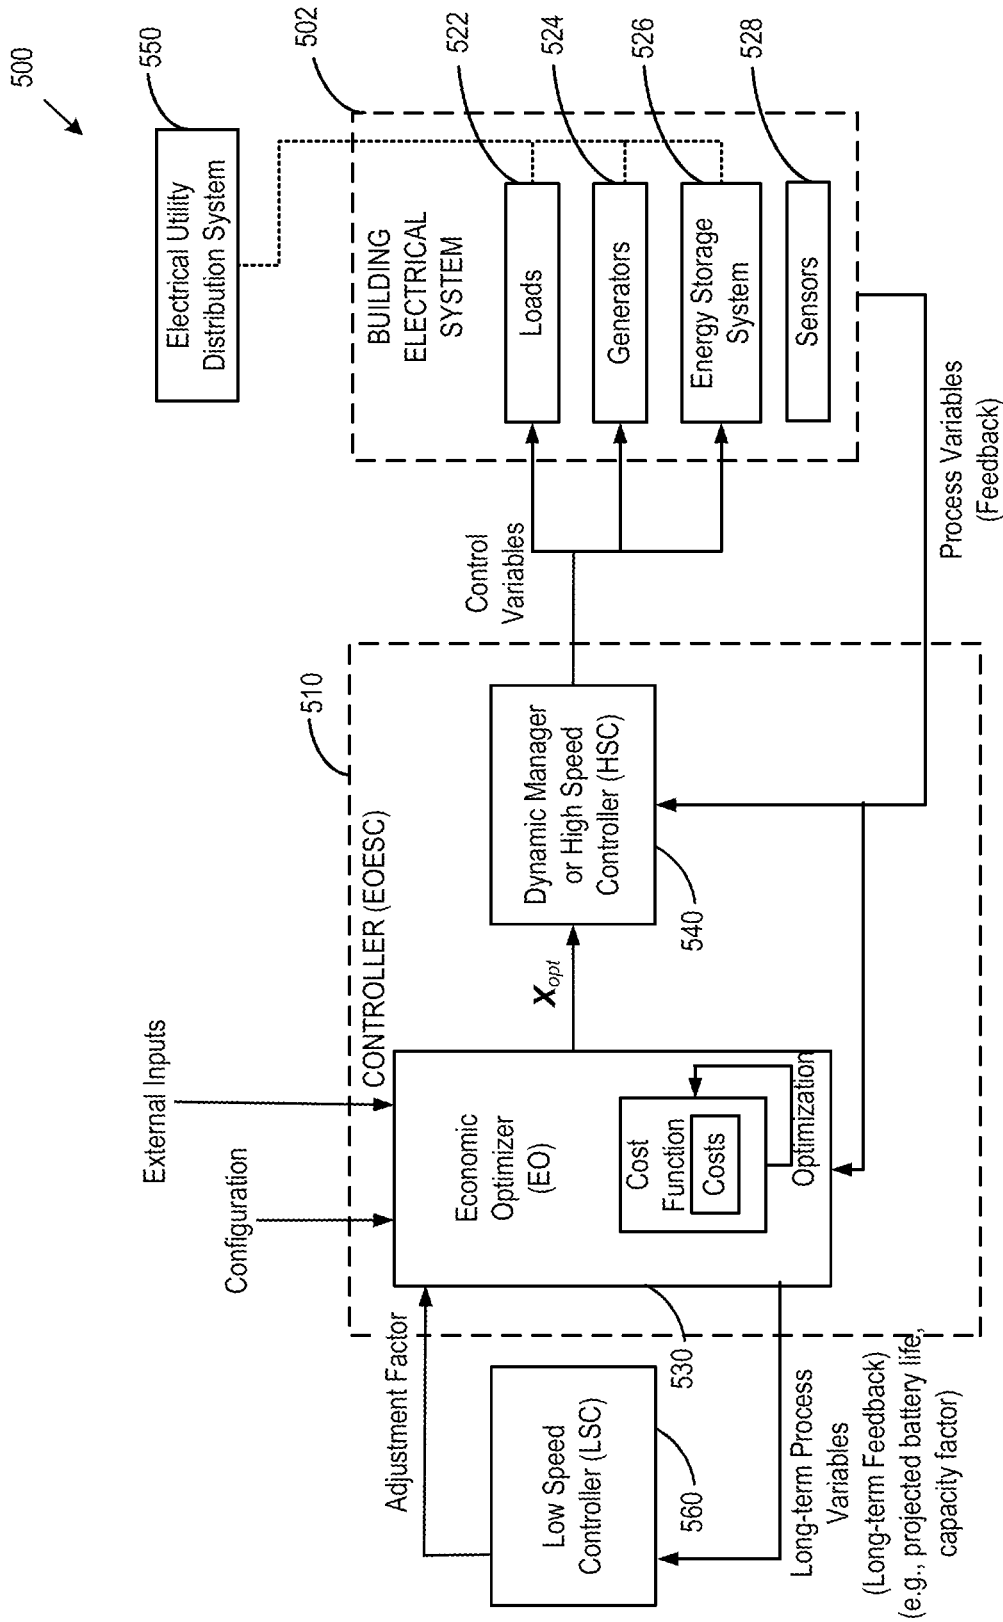 500
550
Electrical Utility
Distribution System
502
BUILDING
ELECTRICAL
SYSTEM
522
Loads
524
Generators
526
Energy Storage
System
528
Sensors
Control
Variables
Process Variables
(Feedback)
510
CONTROLLER (EOESC)
Dynamic Manager
or High Speed
Controller (HSC)
540
X_opt
External Inputs
Configuration
Economic
Optimizer
(EO)
Cost
Function
Costs
Optimization
530
Adjustment Factor
Low Speed
Controller (LSC)
560
Long-term Process
Variables
(Long-term Feedback)
(e.g., projected battery life,
capacity factor)